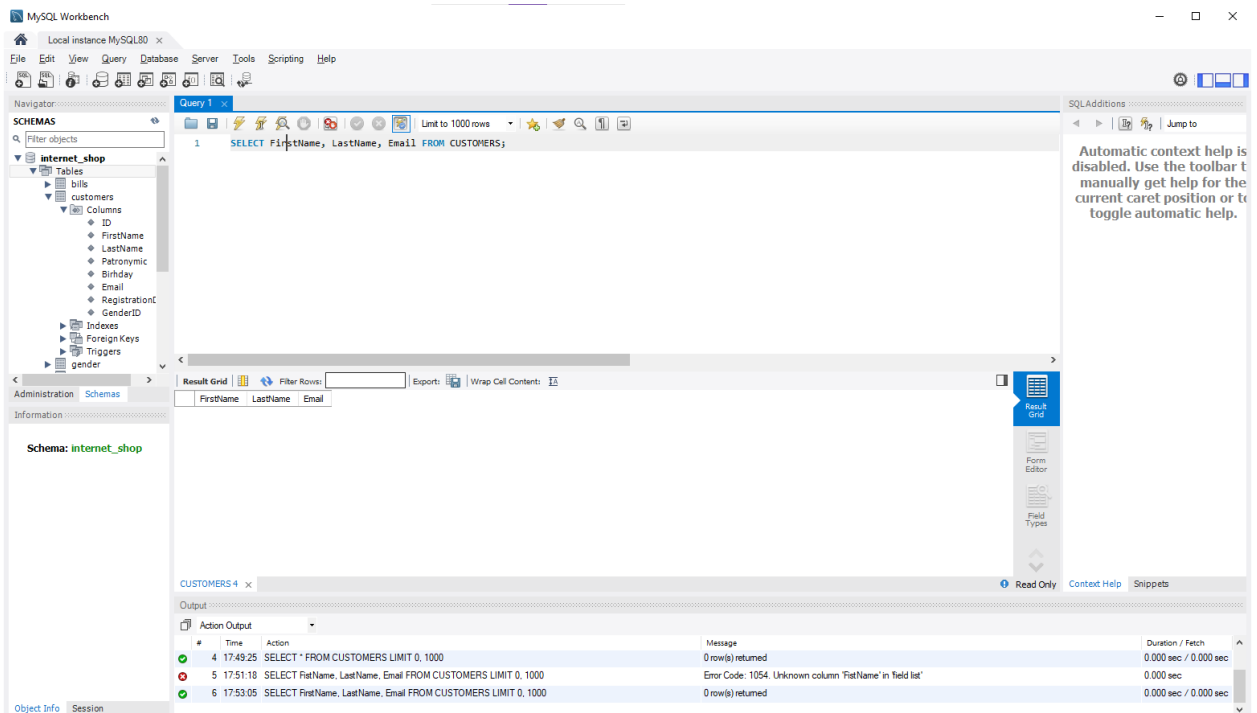 MySQL Workbench
Local instance MySQL80
File Edit View Query Database Server Tools Scripting Help
Navigator
SCHEMAS
Filter objects
internet_shop
Tables
bills
customers
Columns
ID
FirstName
LastName
Patronymic
Birhday
Email
RegistrationD
GenderID
Indexes
Foreign Keys
Triggers
gender
Administration Schemas
Information
Schema: internet_shop
Object Info Session
Query 1
Limit to 1000 rows
1 SELECT FirstName, LastName, Email FROM CUSTOMERS;
Result Grid Filter Rows: Export: Wrap Cell Content:
FirstName LastName Email
Result Grid
Form Editor
Field Types
CUSTOMERS 4
Read Only
Output
Action Output
# Time Action Message Duration / Fetch
4 17:49:25 SELECT * FROM CUSTOMERS LIMIT 0, 1000 0 row(s) returned 0.000 sec / 0.000 sec
5 17:51:18 SELECT FistName, LastName, Email FROM CUSTOMERS LIMIT 0, 1000 Error Code: 1054. Unknown column 'FistName' in 'field list' 0.000 sec
6 17:53:05 SELECT FirstName, LastName, Email FROM CUSTOMERS LIMIT 0, 1000 0 row(s) returned 0.000 sec / 0.000 sec
SQLAdditions
Jump to
Automatic context help is
disabled. Use the toolbar t
manually get help for the
current caret position or to
toggle automatic help.
Context Help Snippets